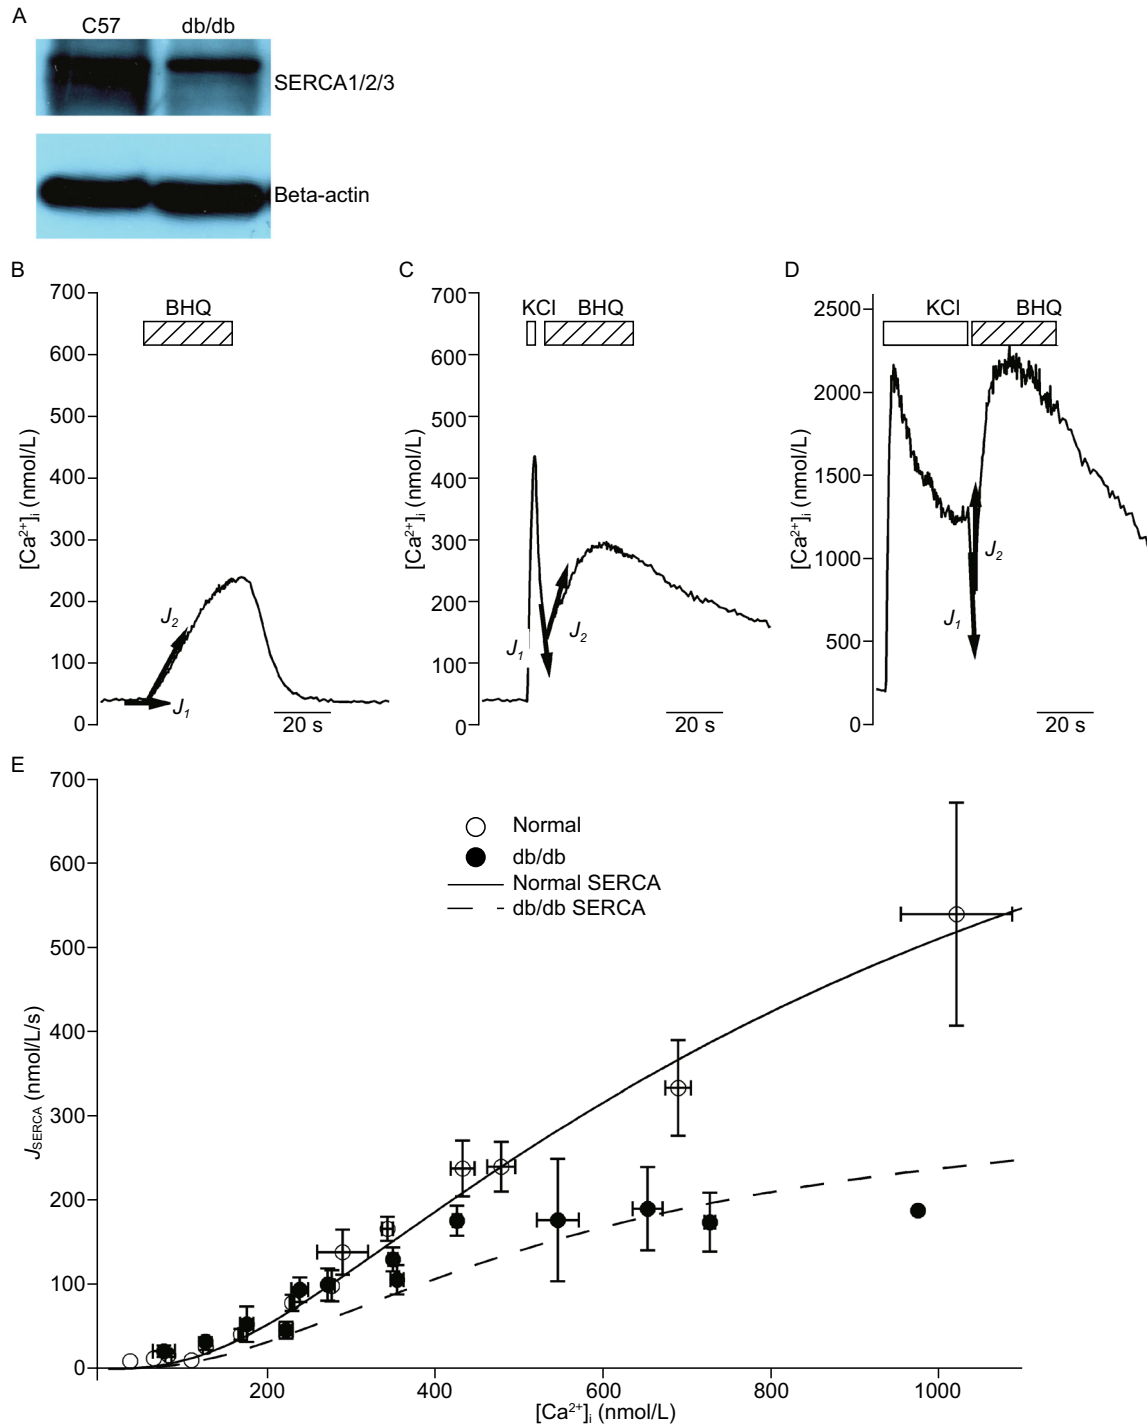 A
C57 db/db
SERCA1/2/3
Beta-actin
B
700
600
500
400
300
200
100
0
[Ca²⁺]ᵢ (nmol/L)
BHQ
J₂
J₁
20 s
C
700
600
500
400
300
200
100
0
[Ca²⁺]ᵢ (nmol/L)
KCl BHQ
J₁
J₂
20 s
D
2500
2000
1500
1000
500
0
[Ca²⁺]ᵢ (nmol/L)
KCl BHQ
J₂
J₁
20 s
E
700
600
500
400
300
200
100
0
J_SERCA (nmol/L/s)
Normal
db/db
Normal SERCA
db/db SERCA
200 400 600 800 1000
[Ca²⁺]ᵢ (nmol/L)